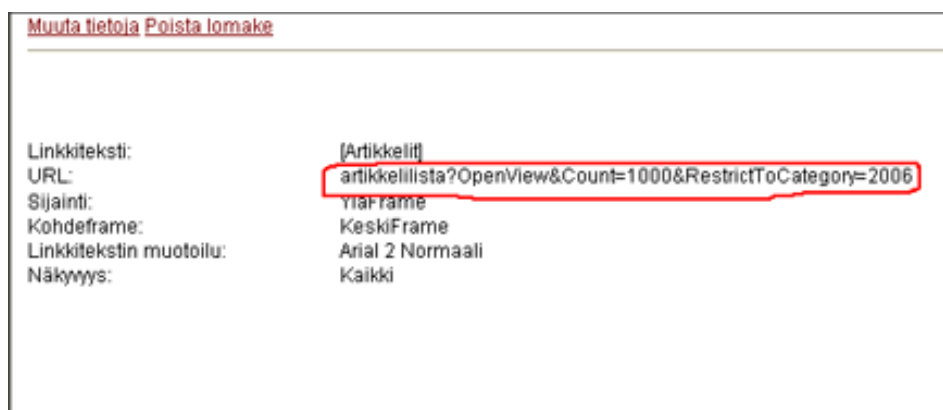 Muuta tietoja Poista lomake
Linkkiteksti: [Artikkelit]
URL: artikkelilista?OpenView&Count=1000&RestrictToCategory=2006
Sijainti: YläFrame
Kohdeframe: KeskiFrame
Linkkitekstin muotoilu: Arial 2 Normaali
Näkyvyys: Kaikki